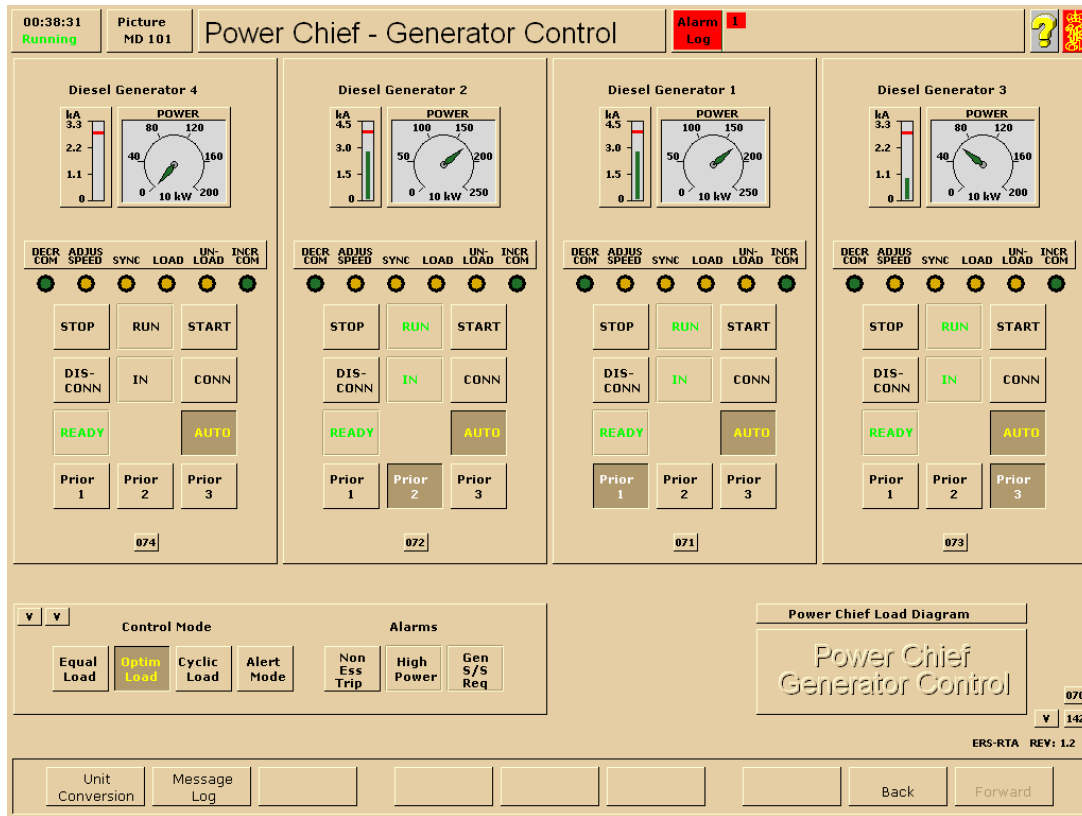 00:38:31
Running
Picture
MD 101
Power Chief - Generator Control
Alarm
Log
1
?
Diesel Generator 4
kA
3.3
2.2
1.1
0
POWER
0 40 80 120 160 200
10 kW
DECR COM
ADJUS SPEED
SYNC
LOAD
UN-LOAD
INCR COM
STOP RUN START
DIS-CONN
IN CONN
READY AUTO
Prior 1
Prior 2
Prior 3
074
Diesel Generator 2
kA
4.5
3.0
1.5
0
POWER
0 50 100 150 200 250
10 kW
DECR COM
ADJUS SPEED
SYNC
LOAD
UN-LOAD
INCR COM
STOP RUN START
DIS-CONN
IN CONN
READY AUTO
Prior 1
Prior 2
Prior 3
072
Diesel Generator 1
kA
4.5
3.0
1.5
0
POWER
0 50 100 150 200 250
10 kW
DECR COM
ADJUS SPEED
SYNC
LOAD
UN-LOAD
INCR COM
STOP RUN START
DIS-CONN
IN CONN
READY AUTO
Prior 1
Prior 2
Prior 3
071
Diesel Generator 3
kA
3.3
2.2
1.1
0
POWER
0 40 80 120 160 200
10 kW
DECR COM
ADJUS SPEED
SYNC
LOAD
UN-LOAD
INCR COM
STOP RUN START
DIS-CONN
IN CONN
READY AUTO
Prior 1
Prior 2
Prior 3
073
V V
Control Mode
Equal Load
Optim Load
Cyclic Load
Alert Mode
Alarms
Non Ess Trip
High Power
Gen S/S Req
Power Chief Load Diagram
Power Chief
Generator Control
070
V 142
ERS-RTA REV: 1.2
Unit Conversion
Message Log
Back
Forward